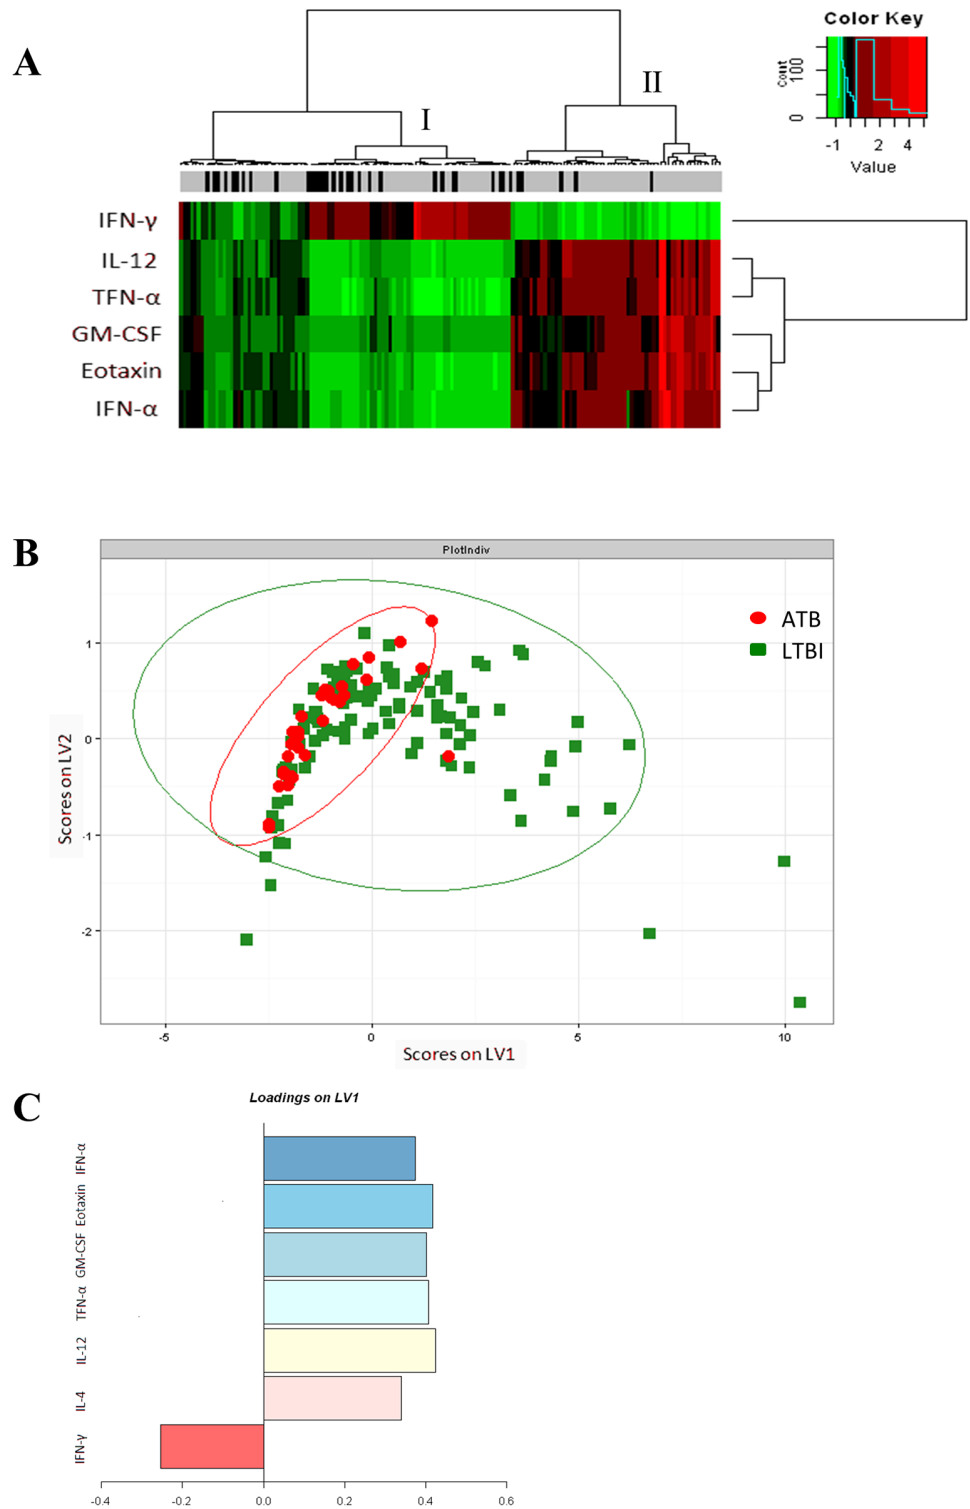 A
I
II
Color Key
Count
0
100
-1
2
4
Value
IFN-γ
IL-12
TFN-α
GM-CSF
Eotaxin
IFN-α
B
PlotIndiv
ATB
LTBI
Scores on LV2
1
0
-1
-2
-5
0
5
10
Scores on LV1
C
Loadings on LV1
IFN-α
Eotaxin
GM-CSF
TFN-α
IL-12
IL-4
IFN-γ
-0.4
-0.2
0.0
0.2
0.4
0.6